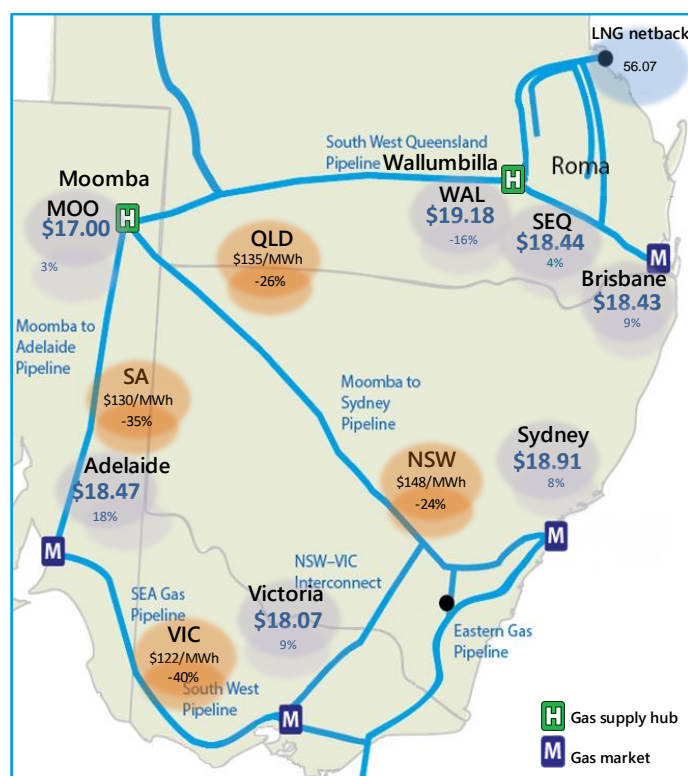 LNG netback
56.07
South West Queensland
Pipeline
Wallumbilla
Roma
Moomba
MOO
$17.00
3%
WAL
$19.18
-16%
SEQ
$18.44
4%
QLD
$135/MWh
-26%
Brisbane
$18.43
9%
Moomba to
Adelaide
Pipeline
SA
$130/MWh
-35%
Moomba to
Sydney
Pipeline
Adelaide
$18.47
18%
NSW
$148/MWh
-24%
Sydney
$18.91
8%
NSW–VIC
Interconnect
SEA Gas
Pipeline
Victoria
$18.07
9%
VIC
$122/MWh
-40%
South West
Pipeline
Eastern Gas
Pipeline
H
H
M
M
M
M
H Gas supply hub
M Gas market